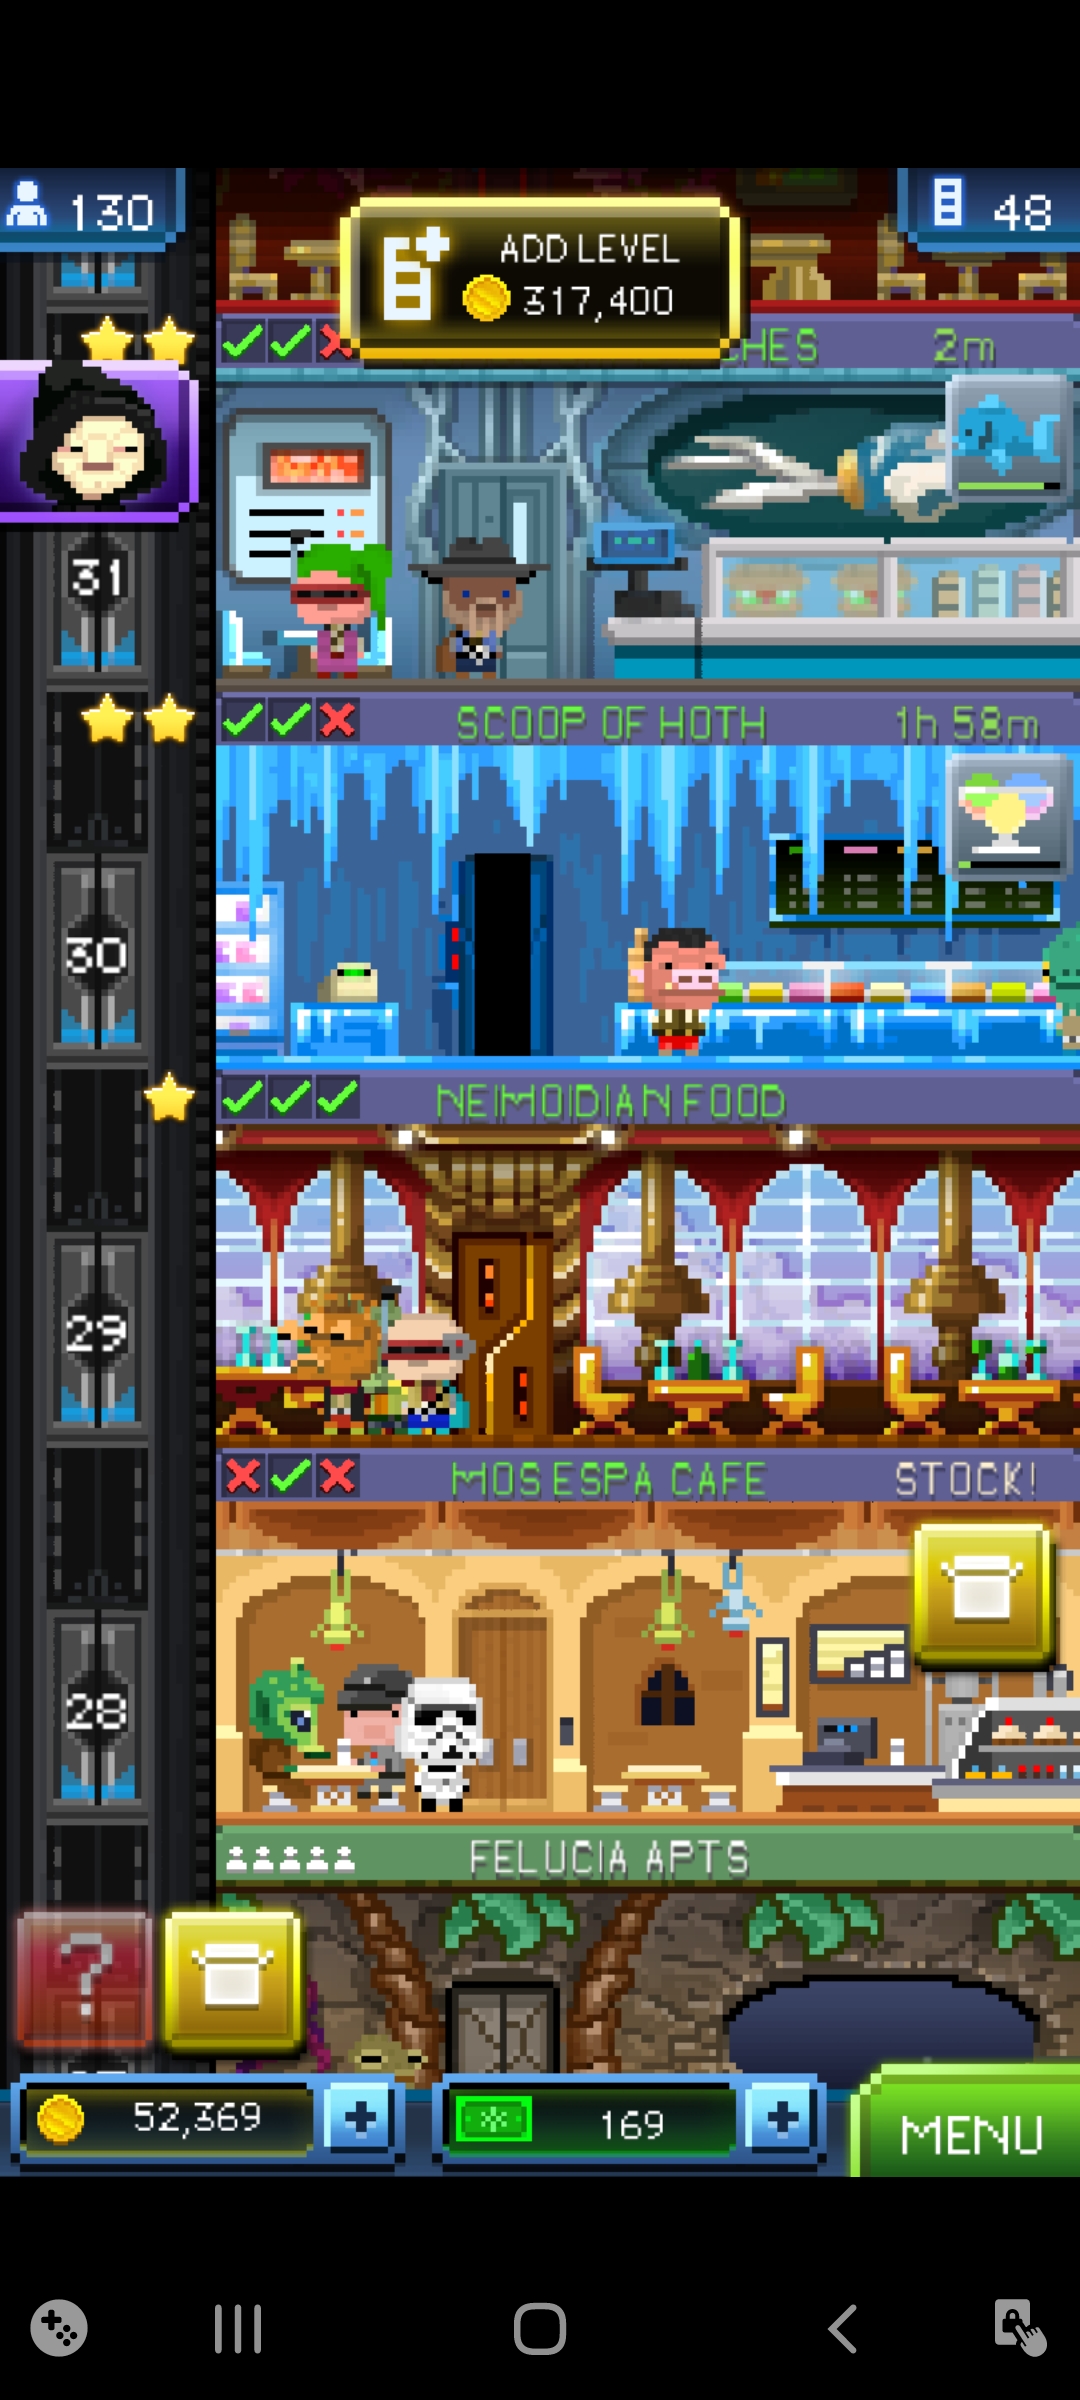 130
ADD LEVEL
317,400
48
CHES 2m
31
SCOOP OF HOTH 1h 58m
30
NEIMOIDIAN FOOD
29
MOS ESPA CAFE STOCK!
28
FELUCIA APTS
?
52,369 +
169 +
MENU